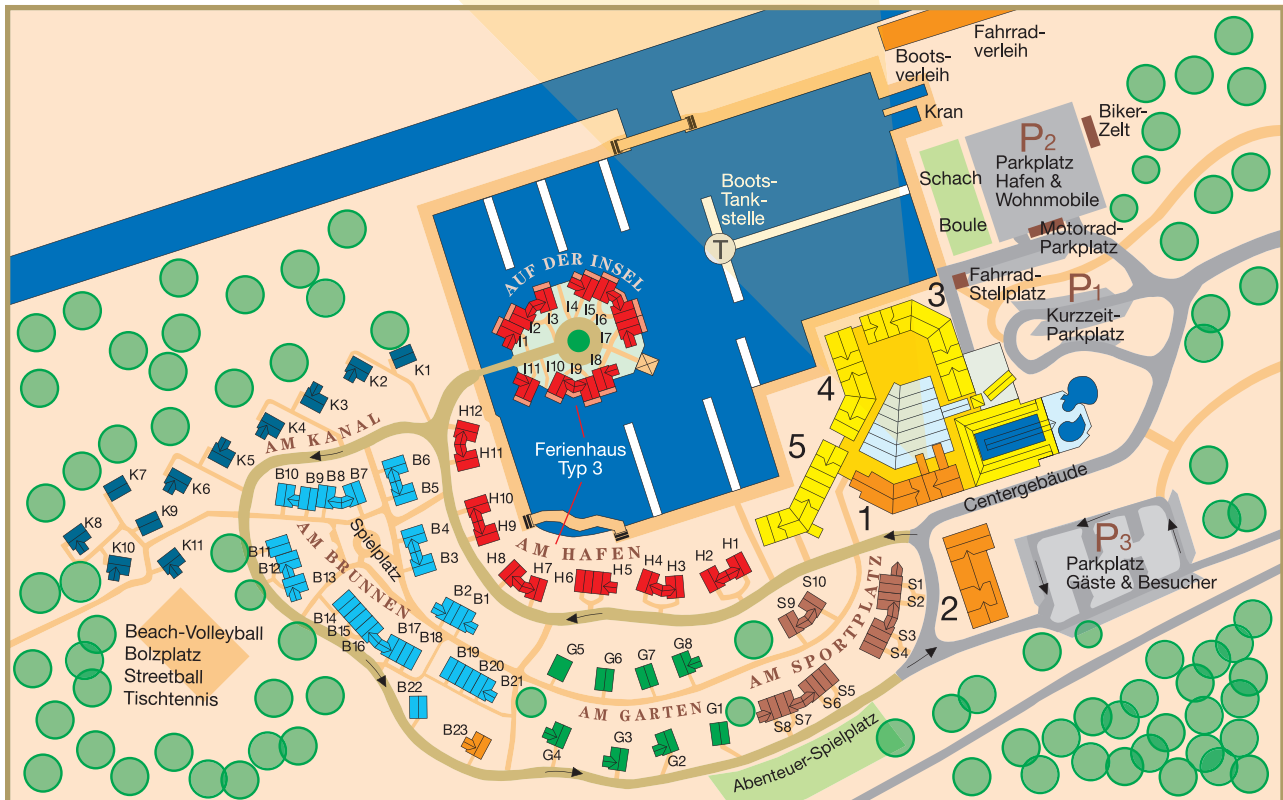 Fahrrad-
verleih
Boots-
verleih
Kran
Biker-
Zelt
P2
Parkplatz
Hafen &
Wohnmobile
Schach
Boule
Motorrad-
Parkplatz
Fahrrad-
Stellplatz
P1
Kurzzeit-
Parkplatz
Boots-
Tank-
stelle
T
AUF DER INSEL
I1
I2
I3
I4
I5
I6
I7
I8
I9
I10
I11
Ferienhaus
Typ 3
3
4
5
1
2
Centergebäude
P3
Parkplatz
Gäste & Besucher
AM KANAL
K1
K2
K3
K4
K5
K6
K7
K8
K9
K10
K11
H12
H11
H10
H9
H8
H7
H6
H5
H4
H3
H2
H1
AM HAFEN
B10
B9
B8
B7
B6
B5
B4
B3
B2
B1
Spielplatz
AM BRUNNEN
B11
B12
B13
B14
B15
B16
B17
B18
B19
B20
B21
B22
B23
Beach-Volleyball
Bolzplatz
Streetball
Tischtennis
G5
G6
G7
G8
AM GARTEN
G4
G3
G2
G1
AM SPORTPLATZ
S10
S9
S1
S2
S3
S4
S5
S6
S7
S8
Abenteuer-Spielplatz